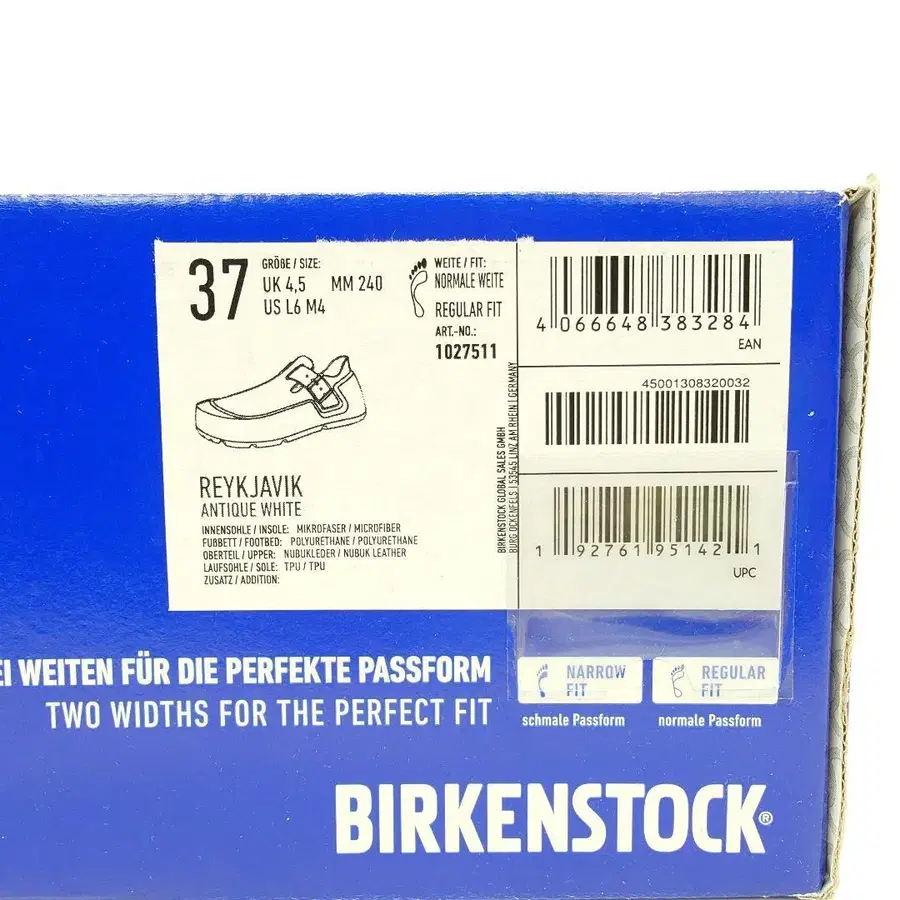 37
GRÖßE / SIZE:
UK 4,5 MM 240
US L6 M4
WEITE / FIT:
NORMALE WEITE
REGULAR FIT
ART.-NO.:
1027511
REYKJAVIK
ANTIQUE WHITE
INNENSOHLE / INSOLE: MIKROFASER / MICROFIBER
FUßBETT / FOOTBED: POLYURETHANE / POLYURETHANE
OBERTEIL / UPPER: NUBUKLEDER / NUBUK LEATHER
LAUFSOHLE / SOLE: TPU / TPU
ZUSATZ / ADDITION:
BIRKENSTOCK GLOBAL SALES GMBH
BURG OCKENFELS | 53545 LINZ AM RHEIN | GERMANY
4 066648 383284
EAN
45001308320032
1 92761 95142 1
UPC
EI WEITEN FÜR DIE PERFEKTE PASSFORM
TWO WIDTHS FOR THE PERFECT FIT
NARROW
FIT
schmale Passform
REGULAR
FIT
normale Passform
BIRKENSTOCK®